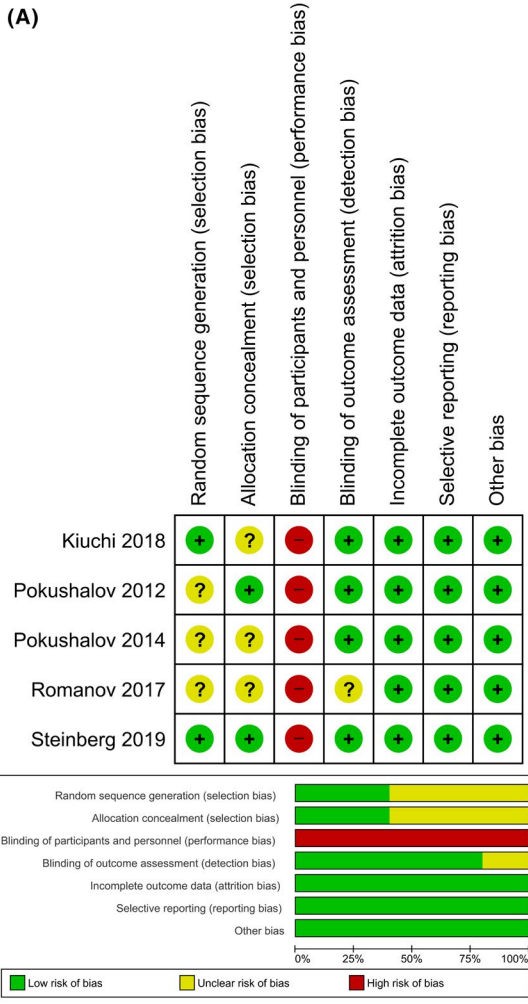 (A)
Random sequence generation (selection bias)
Allocation concealment (selection bias)
Blinding of participants and personnel (performance bias)
Blinding of outcome assessment (detection bias)
Incomplete outcome data (attrition bias)
Selective reporting (reporting bias)
Other bias
Kiuchi 2018 + ? − + + + +
Pokushalov 2012 ? + − + + + +
Pokushalov 2014 ? ? − + + + +
Romanov 2017 ? ? − ? + + +
Steinberg 2019 + + − + + + +
Random sequence generation (selection bias)
Allocation concealment (selection bias)
Blinding of participants and personnel (performance bias)
Blinding of outcome assessment (detection bias)
Incomplete outcome data (attrition bias)
Selective reporting (reporting bias)
Other bias
0% 25% 50% 75% 100%
Low risk of bias Unclear risk of bias High risk of bias